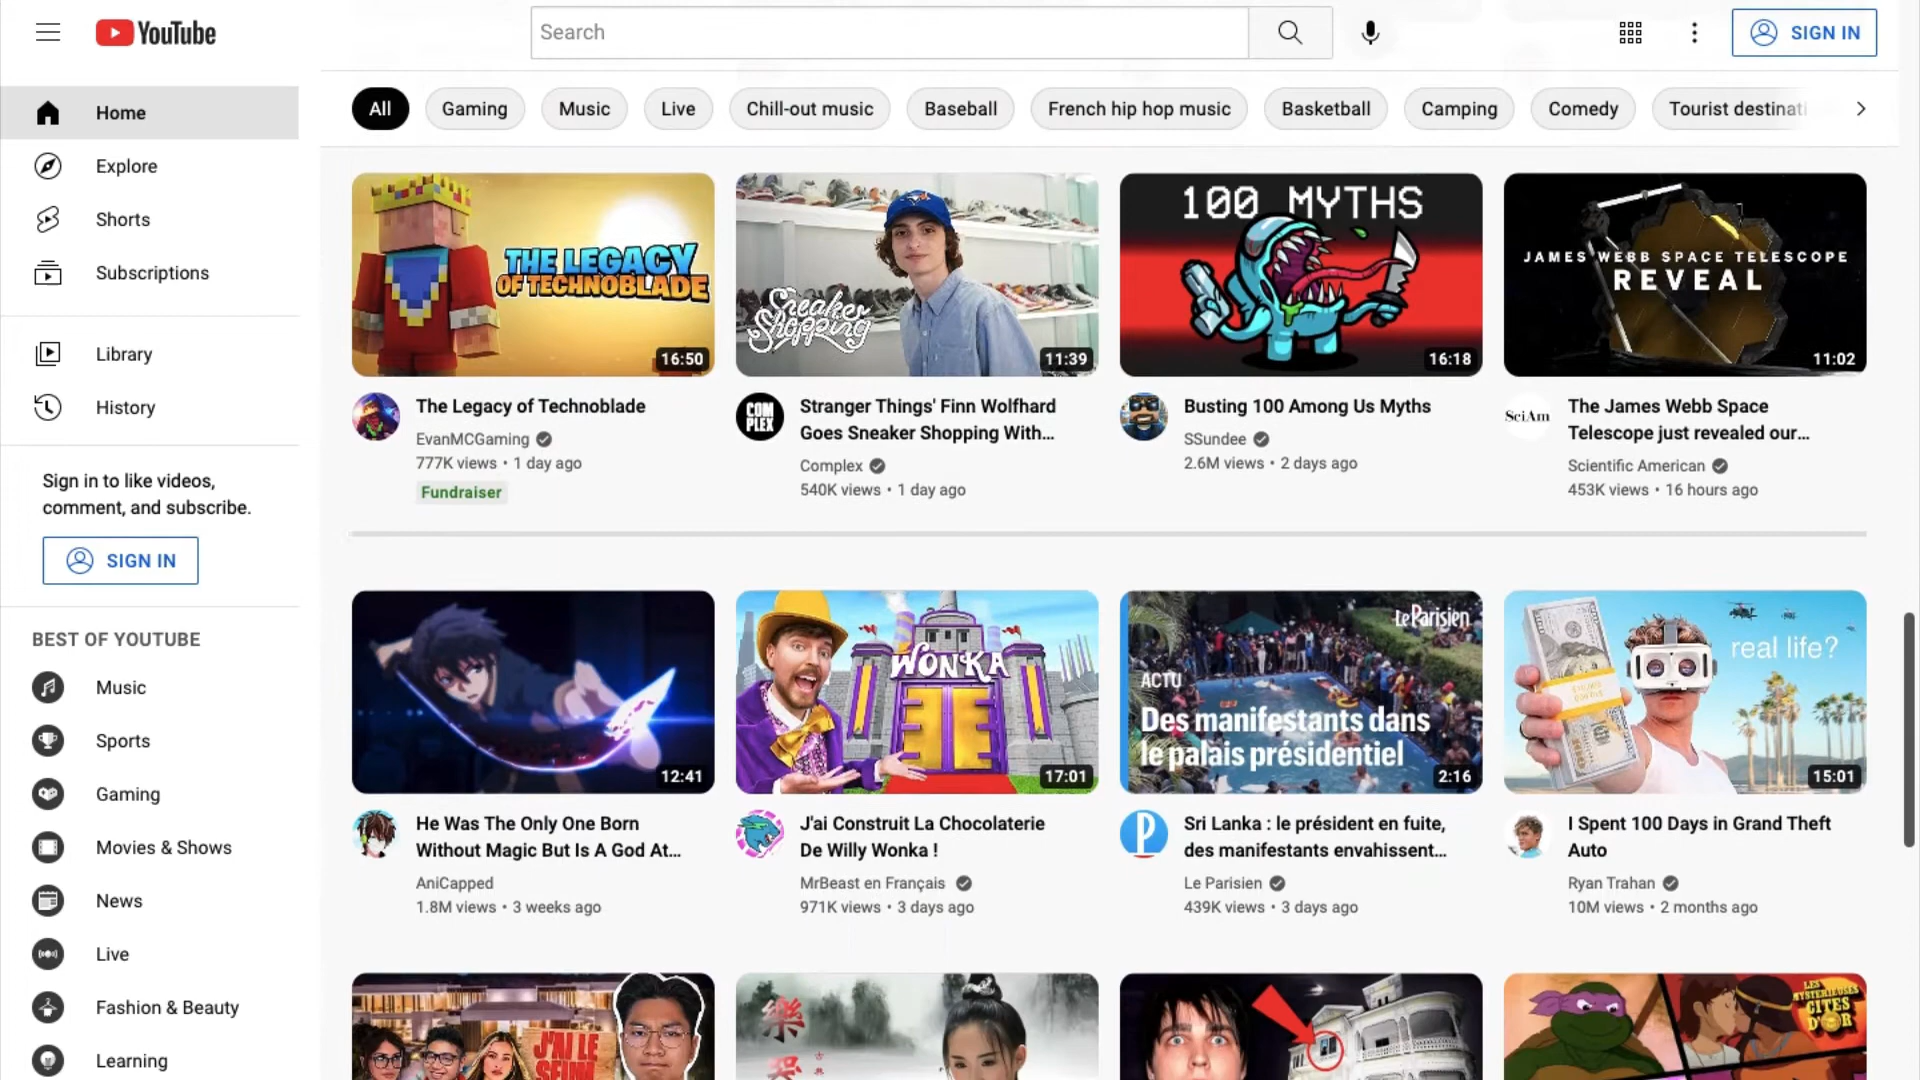 YouTube
Search
SIGN IN
Home
Explore
Shorts
Subscriptions
Library
History
Sign in to like videos,
comment, and subscribe.
SIGN IN
BEST OF YOUTUBE
Music
Sports
Gaming
Movies & Shows
News
Live
Fashion & Beauty
Learning
All
Gaming
Music
Live
Chill-out music
Baseball
French hip hop music
Basketball
Camping
Comedy
Tourist destinati
THE LEGACY
OF TECHNOBLADE
16:50
The Legacy of Technoblade
EvanMCGaming
777K views • 1 day ago
Fundraiser
Sneaker
Shopping
11:39
COM
PLEX
Stranger Things' Finn Wolfhard
Goes Sneaker Shopping With...
Complex
540K views • 1 day ago
100 MYTHS
16:18
Busting 100 Among Us Myths
SSundee
2.6M views • 2 days ago
JAMES WEBB SPACE TELESCOPE
REVEAL
11:02
SciAm
The James Webb Space
Telescope just revealed our...
Scientific American
453K views • 16 hours ago
12:41
He Was The Only One Born
Without Magic But Is A God At...
AniCapped
1.8M views • 3 weeks ago
WONKA
17:01
J'ai Construit La Chocolaterie
De Willy Wonka !
MrBeast en Français
971K views • 3 days ago
Le Parisien
ACTU
Des manifestants dans
le palais présidentiel
2:16
P
Sri Lanka : le président en fuite,
des manifestants envahissent...
Le Parisien
439K views • 3 days ago
real life?
15:01
I Spent 100 Days in Grand Theft
Auto
Ryan Trahan
10M views • 2 months ago
J'AI LE
SEUM
樂
LES
MYSTÉRIEUSES
CITÉS
D'OR